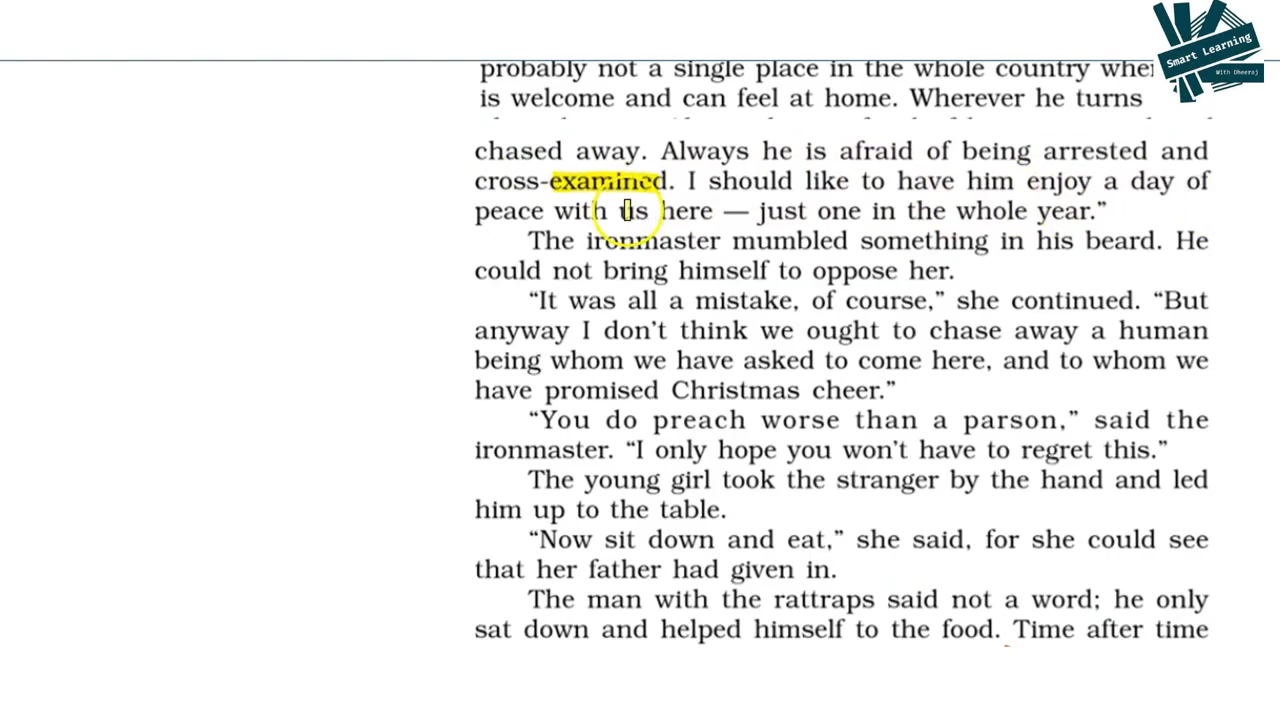 Smart Learning
With Dheeraj
probably not a single place in the whole country
is welcome and can feel at home. Wherever he turns
chased away. Always he is afraid of being arrested and
cross-examined. I should like to have him enjoy a day of
peace with us here — just one in the whole year.”
The ironmaster mumbled something in his beard. He
could not bring himself to oppose her.
“It was all a mistake, of course,” she continued. “But
anyway I don’t think we ought to chase away a human
being whom we have asked to come here, and to whom we
have promised Christmas cheer.”
“You do preach worse than a parson,” said the
ironmaster. “I only hope you won’t have to regret this.”
The young girl took the stranger by the hand and led
him up to the table.
“Now sit down and eat,” she said, for she could see
that her father had given in.
The man with the rattraps said not a word; he only
sat down and helped himself to the food. Time after time